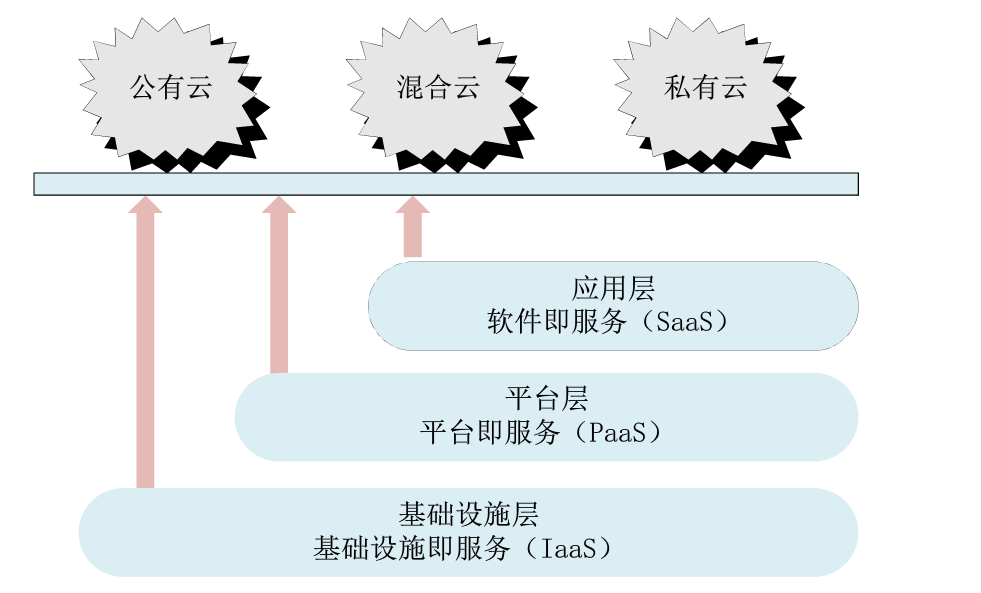 公有云
混合云
私有云
应用层
软件即服务（SaaS）
平台层
平台即服务（PaaS）
基础设施层
基础设施即服务（IaaS）